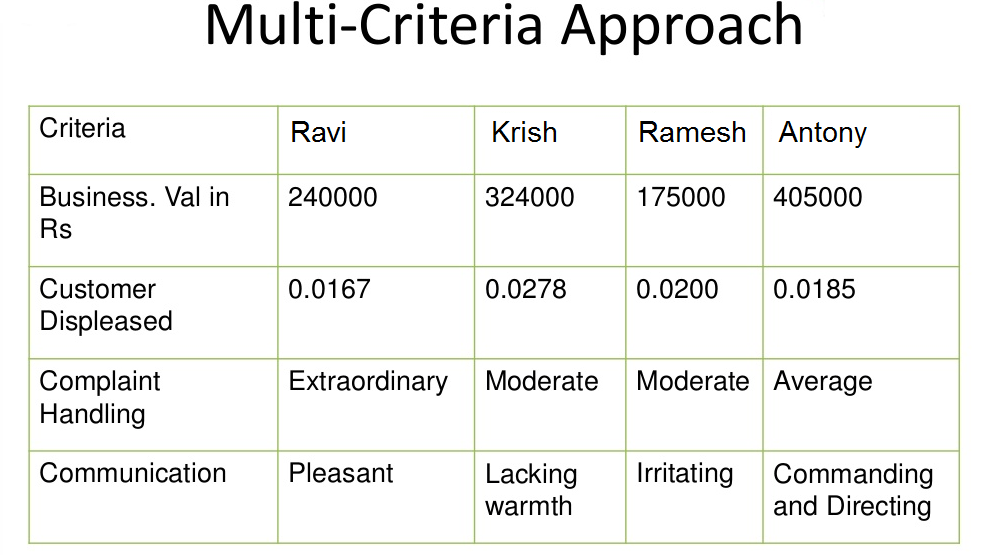 Multi-Criteria Approach
Criteria Ravi Krish Ramesh Antony
Business. Val in 240000 324000 175000 405000
Rs
Customer 0.0167 0.0278 0.0200 0.0185
Displeased
Complaint Extraordinary Moderate Moderate Average
Handling
Communication Pleasant Lacking Irritating Commanding
warmth and Directing